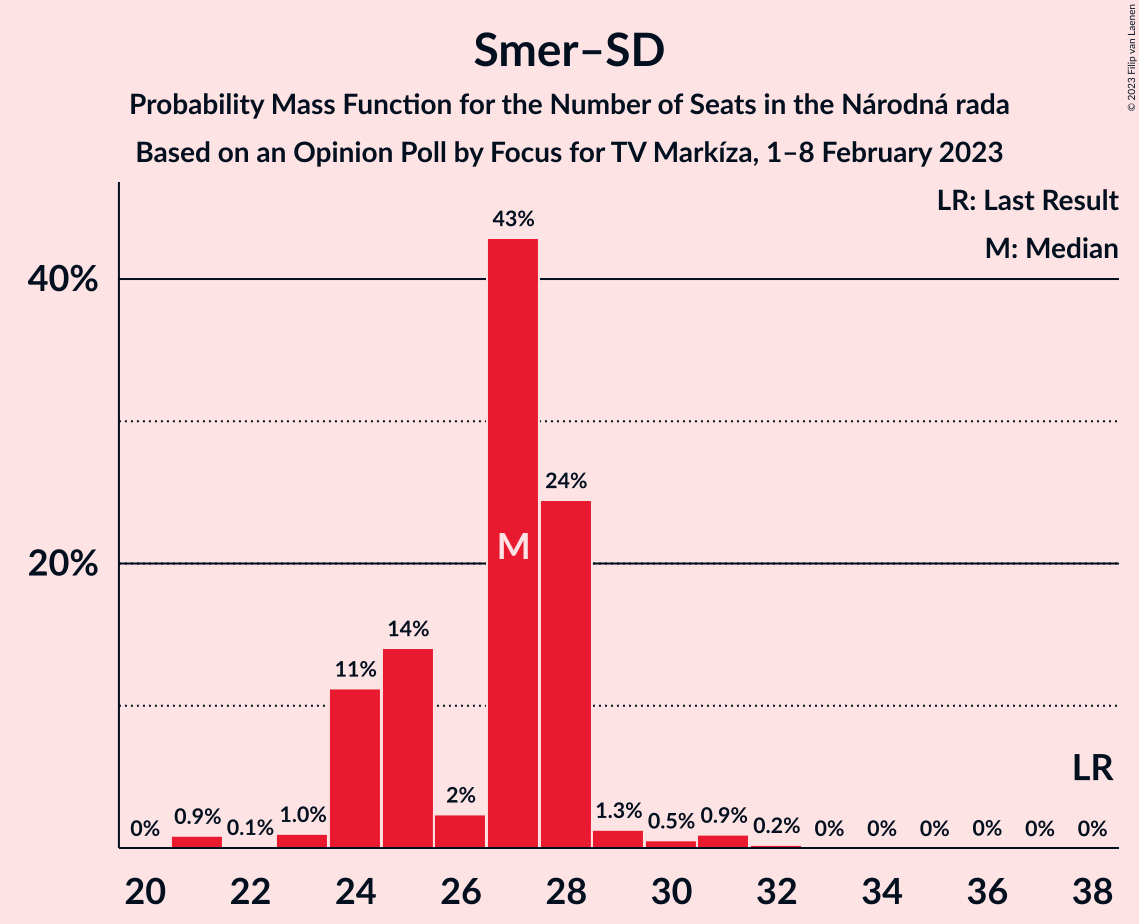 Smer–SD
Probability Mass Function for the Number of Seats in the Národná rada
Based on an Opinion Poll by Focus for TV Markíza, 1–8 February 2023
© 2023 Filip van Laenen
LR: Last Result
M: Median
40%
20%
0%
0.9%
0.1%
1.0%
11%
14%
2%
43%
24%
1.3%
0.5%
0.9%
0.2%
0%
0%
0%
0%
0%
0%
M
LR
20 22 24 26 28 30 32 34 36 38